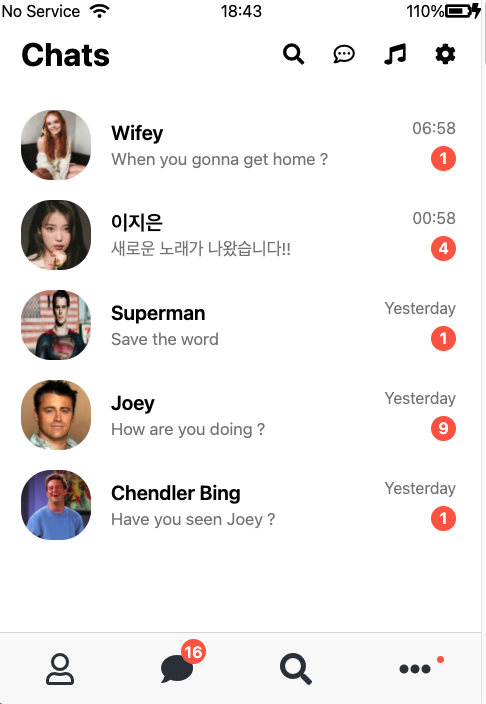 No Service 18:43 110%
Chats
Wifey 06:58
When you gonna get home ? 1
이지은 00:58
새로운 노래가 나왔습니다!! 4
Superman Yesterday
Save the word 1
Joey Yesterday
How are you doing ? 9
Chendler Bing Yesterday
Have you seen Joey ? 1
16